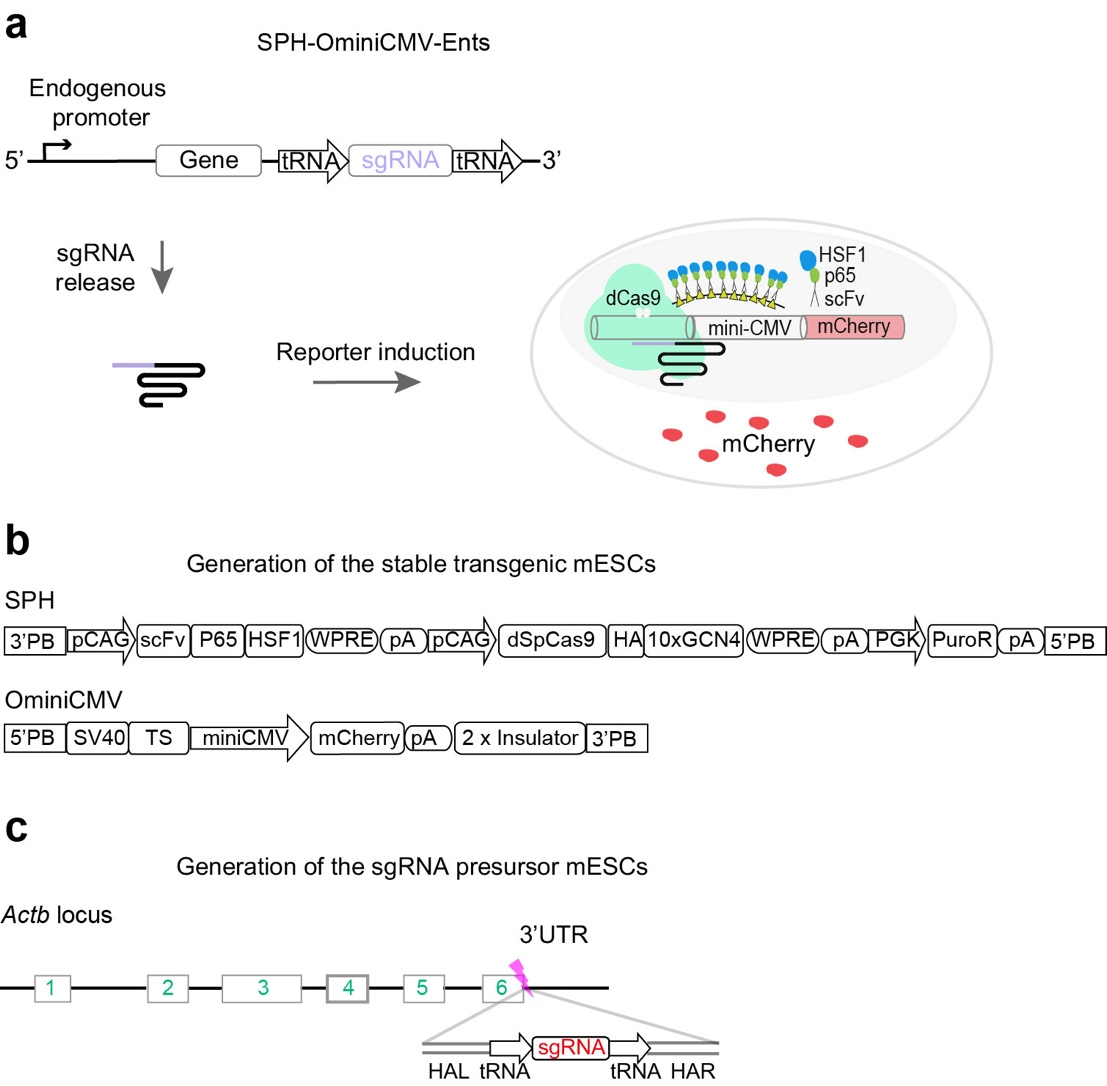 a
SPH-OminiCMV-Ents
Endogenous
promoter
5’ Gene tRNA sgRNA tRNA 3’
sgRNA
release
Reporter induction
HSF1
p65
scFv
dCas9
mini-CMV mCherry
mCherry
b
Generation of the stable transgenic mESCs
SPH
3’PB pCAG scFv P65 HSF1 WPRE pA pCAG dSpCas9 HA 10xGCN4 WPRE pA PGK PuroR pA 5’PB
OminiCMV
5’PB SV40 TS miniCMV mCherry pA 2 x Insulator 3’PB
c
Generation of the sgRNA presursor mESCs
Actb locus
3’UTR
1 2 3 4 5 6
sgRNA
HAL tRNA tRNA HAR